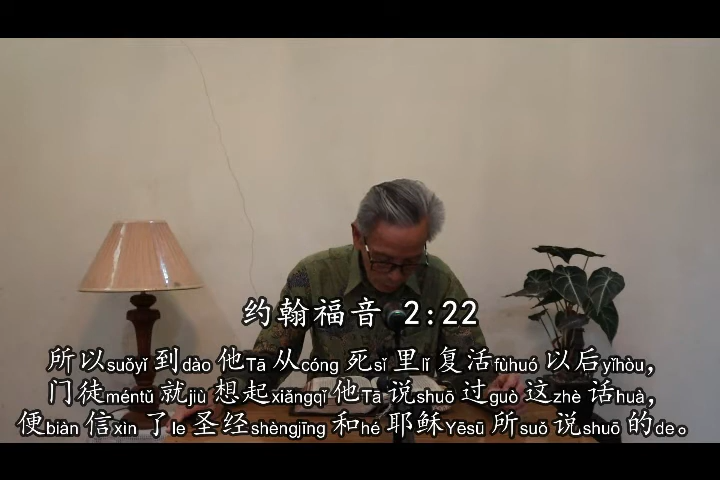 约翰福音 2:22
所以suǒyǐ 到dào 他Tā 从cóng 死sǐ 里lǐ 复活fùhuó 以后yǐhòu,
门徒méntǔ 就jiù 想起xiǎngqǐ 他Tā 说shuō 过guò 这zhè 话huà,
便biàn 信xìn 了le 圣经shèngjīng 和hé 耶稣Yēsū 所suǒ 说shuō 的de。